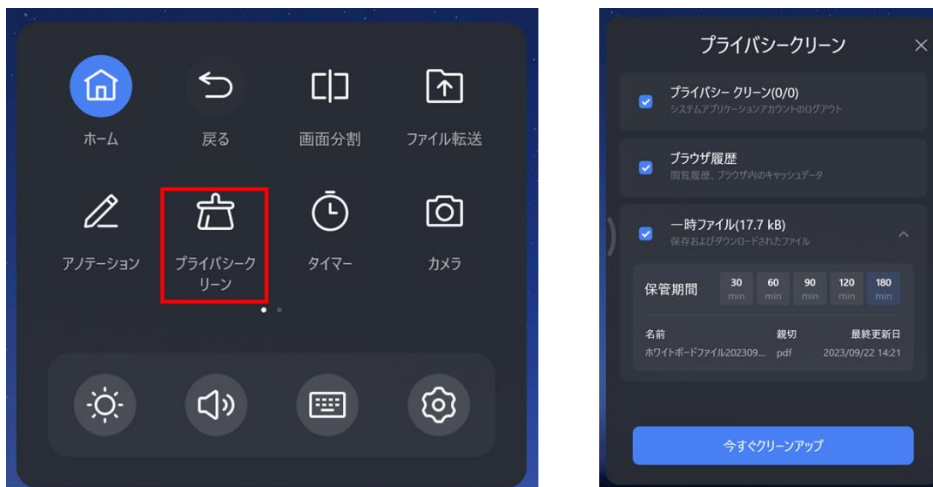 ホーム
戻る
画面分割
ファイル転送
アノテーション
プライバシーク
リーン
タイマー
カメラ
プライバシークリーン
プライバシー クリーン(0/0)
システムアプリケーションアカウントのログアウト
ブラウザ履歴
閲覧履歴、ブラウザ内のキャッシュデータ
一時ファイル(17.7 kB)
保存およびダウンロードされたファイル
保管期間 30 min 60 min 90 min 120 min 180 min
名前 親切 最終更新日
ホワイトボードファイル202309... pdf 2023/09/22 14:21
今すぐクリーンアップ